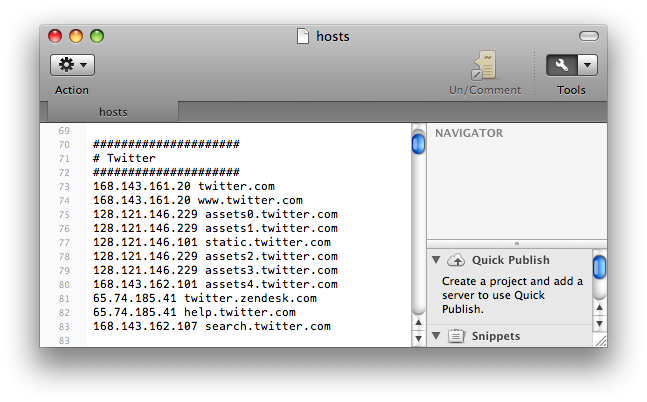 hosts
Action
Un/Comment
Tools
hosts
69
70 #####################
71 # Twitter
72 #####################
73 168.143.161.20 twitter.com
74 168.143.161.20 www.twitter.com
75 128.121.146.229 assets0.twitter.com
76 128.121.146.229 assets1.twitter.com
77 128.121.146.101 static.twitter.com
78 128.121.146.229 assets2.twitter.com
79 128.121.146.229 assets3.twitter.com
80 168.143.162.101 assets4.twitter.com
81 65.74.185.41 twitter.zendesk.com
82 65.74.185.41 help.twitter.com
83 168.143.162.107 search.twitter.com
83
NAVIGATOR
Quick Publish
Create a project and add a
server to use Quick
Publish.
Snippets